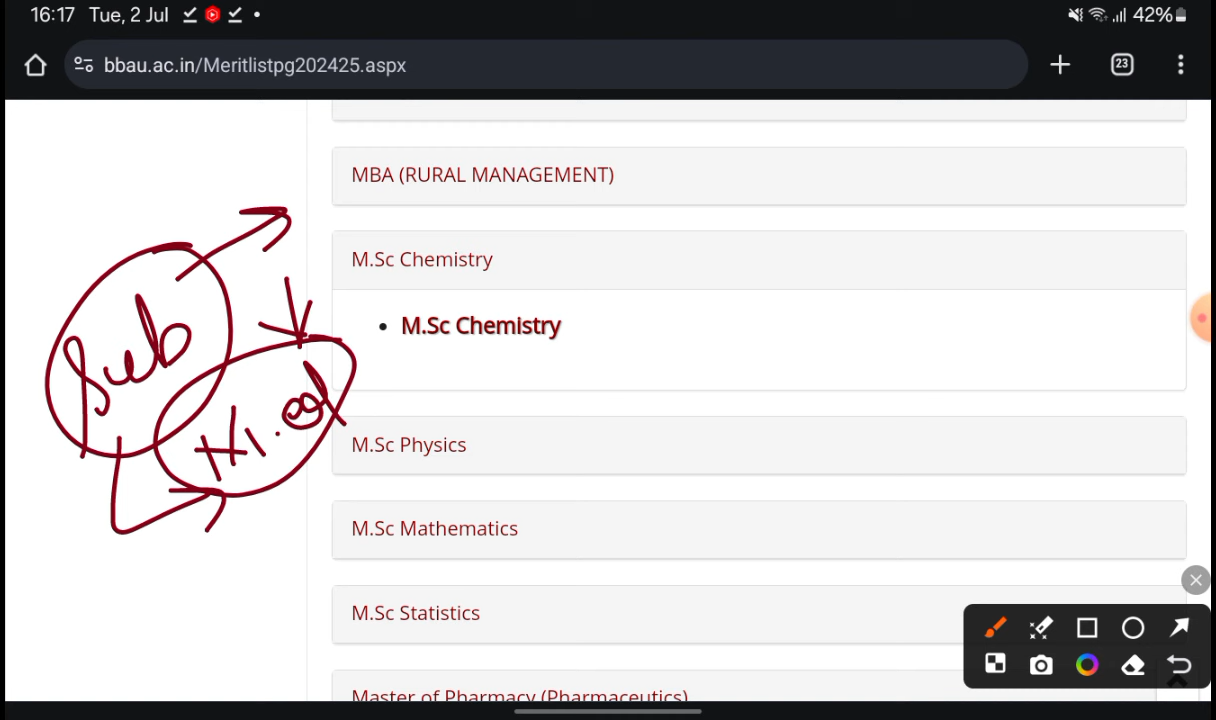 16:17 Tue, 2 Jul 42%
bbau.ac.in/Meritlistpg202425.aspx 23
MBA (RURAL MANAGEMENT)
M.Sc Chemistry
• M.Sc Chemistry
Sub
M.Sc Physics
M.Sc Mathematics
M.Sc Statistics
Master of Pharmacy (Pharmaceutics)